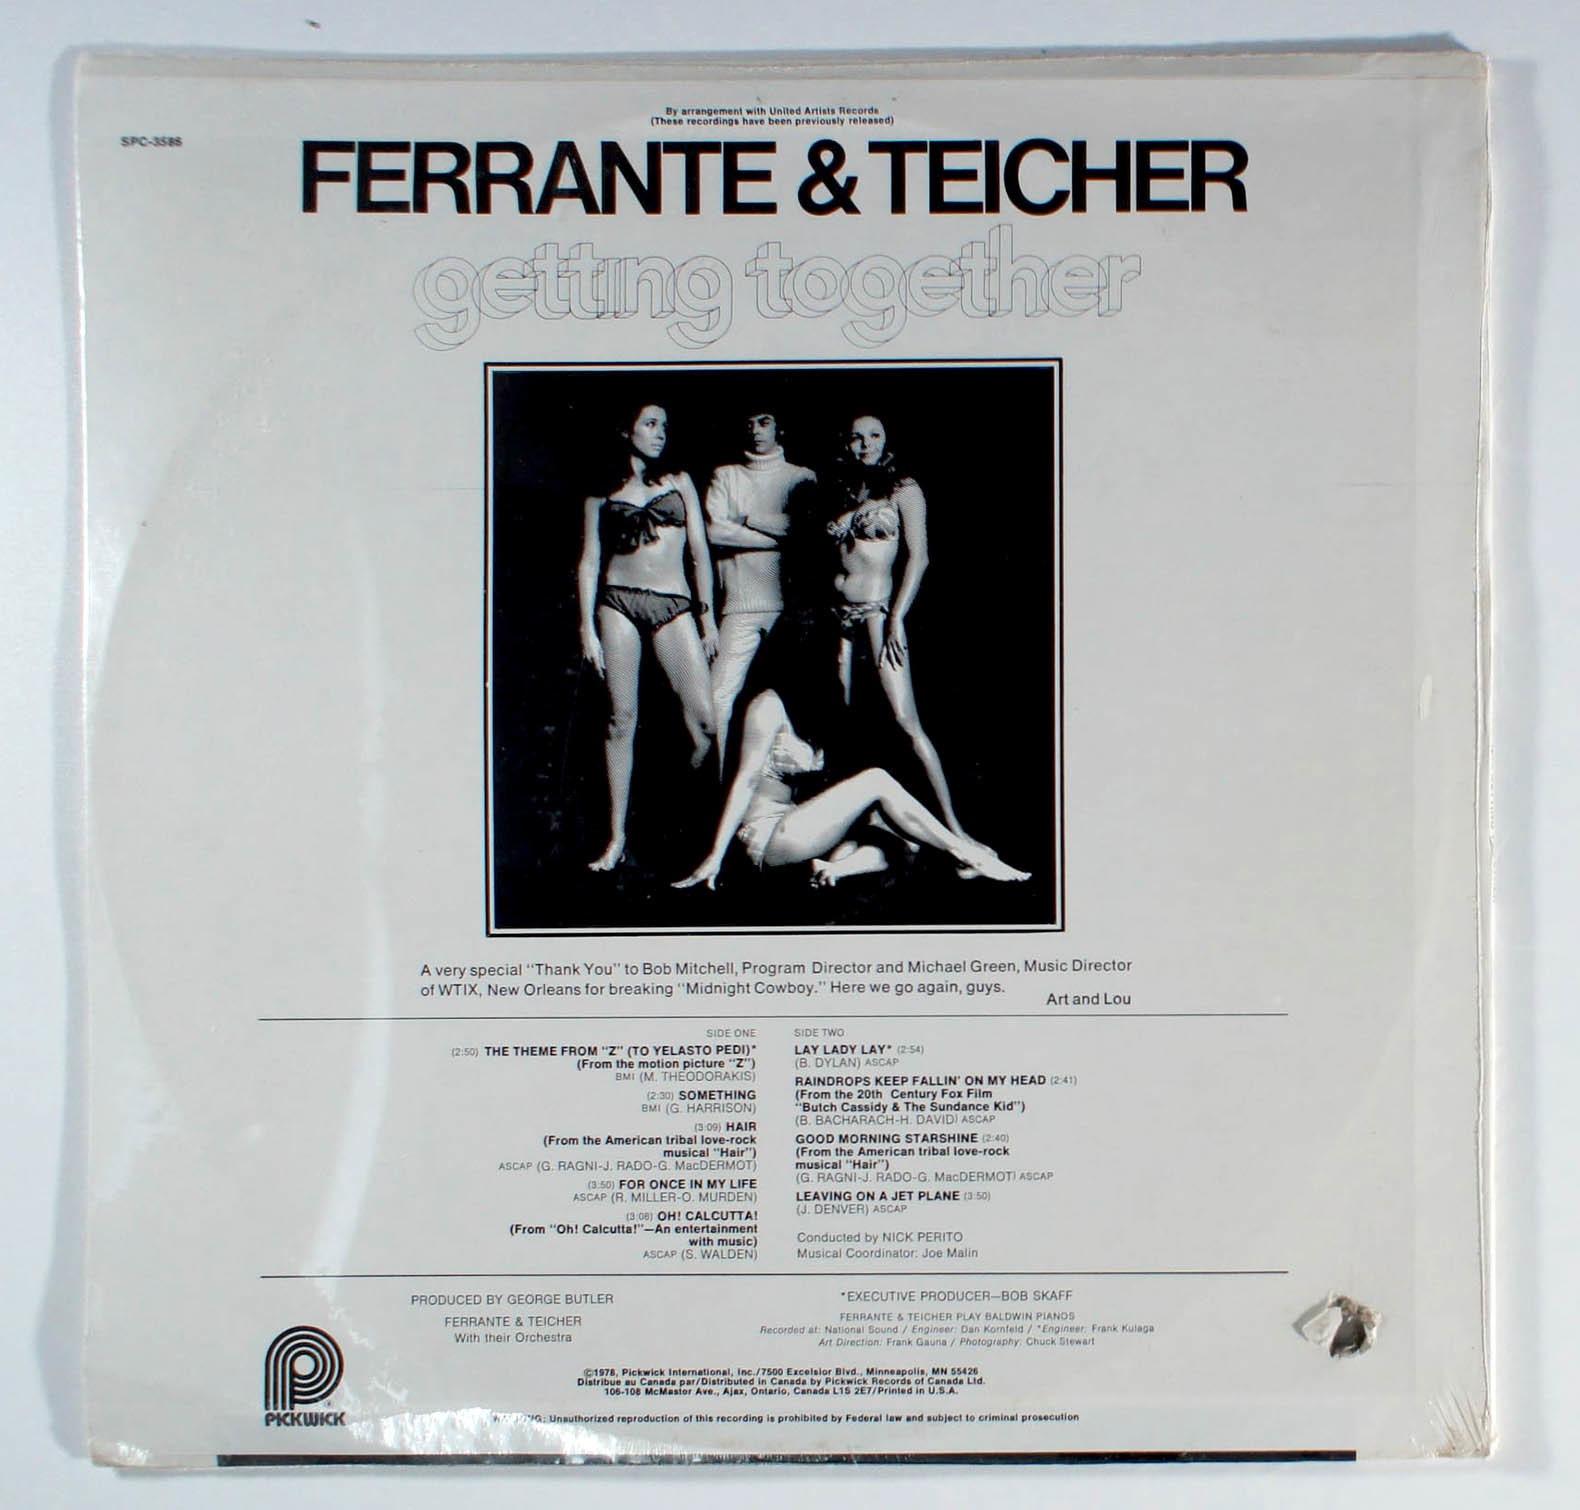 By arrangement with United Artists Records
(These recordings have been previously released)
SPC-3586
FERRANTE & TEICHER
getting together
A very special "Thank You" to Bob Mitchell, Program Director and Michael Green, Music Director
of WTIX, New Orleans for breaking "Midnight Cowboy." Here we go again, guys.
Art and Lou
SIDE ONE
(2:50) THE THEME FROM "Z" (TO YELASTO PEDI)*
(From the motion picture "Z")
BMI (M. THEODORAKIS)
(2:30) SOMETHING
BMI (G. HARRISON)
(3:09) HAIR
(From the American tribal love-rock
musical "Hair")
ASCAP (G. RAGNI-J. RADO-G. MacDERMOT)
(3:50) FOR ONCE IN MY LIFE
ASCAP (R. MILLER-O. MURDEN)
(3:06) OH! CALCUTTA!
(From "Oh! Calcutta!"—An entertainment
with music)
ASCAP (S. WALDEN)
SIDE TWO
LAY LADY LAY* (2:54)
(B. DYLAN) ASCAP
RAINDROPS KEEP FALLIN' ON MY HEAD (2:41)
(From the 20th Century Fox Film
"Butch Cassidy & The Sundance Kid")
(B. BACHARACH-H. DAVID) ASCAP
GOOD MORNING STARSHINE (2:40)
(From the American tribal love-rock
musical "Hair")
(G. RAGNI-J. RADO-G. MacDERMOT) ASCAP
LEAVING ON A JET PLANE (3:50)
(J. DENVER) ASCAP
Conducted by NICK PERITO
Musical Coordinator: Joe Malin
PRODUCED BY GEORGE BUTLER
FERRANTE & TEICHER
With their Orchestra
*EXECUTIVE PRODUCER—BOB SKAFF
FERRANTE & TEICHER PLAY BALDWIN PIANOS
Recorded at: National Sound / Engineer: Dan Kornfeld / *Engineer: Frank Kulaga
Art Direction: Frank Gauna / Photography: Chuck Stewart
PICKWICK
©1978, Pickwick International, Inc./7500 Excelsior Blvd., Minneapolis, MN 55426
Distribue au Canada par/Distributed in Canada by Pickwick Records of Canada Ltd.
106-108 McMaster Ave., Ajax, Ontario, Canada L1S 2E7/Printed in U.S.A.
Unauthorized reproduction of this recording is prohibited by Federal law and subject to criminal prosecution